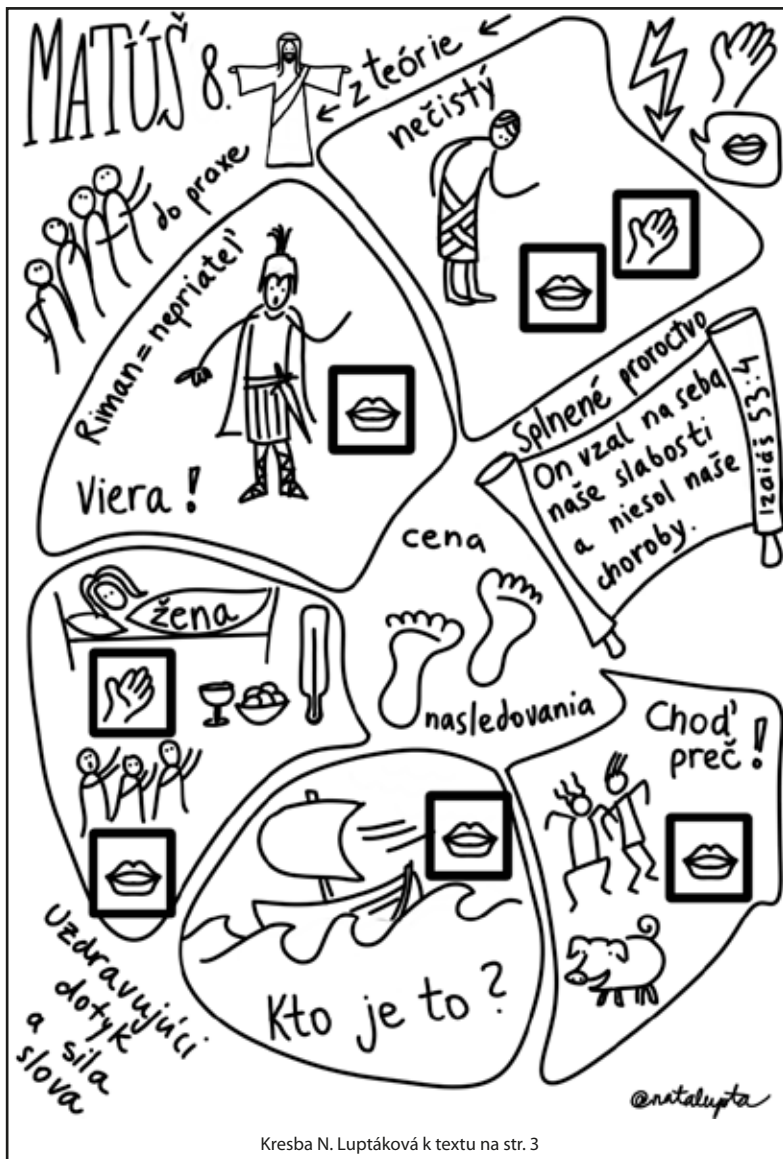 MATÚŠ 8.
← z teórie ←
do praxe
nečistý
Riman = nepriateľ
Viera!
Splnené proroctvo
On vzal na seba
naše slabosti
a niesol naše
choroby.
Izaiáš 53:4
cena
nasledovania
žena
Choď
preč!
Kto je to?
Uzdravujúci
dotyk
a sila
slova
@natalupta
Kresba N. Luptáková k textu na str. 3